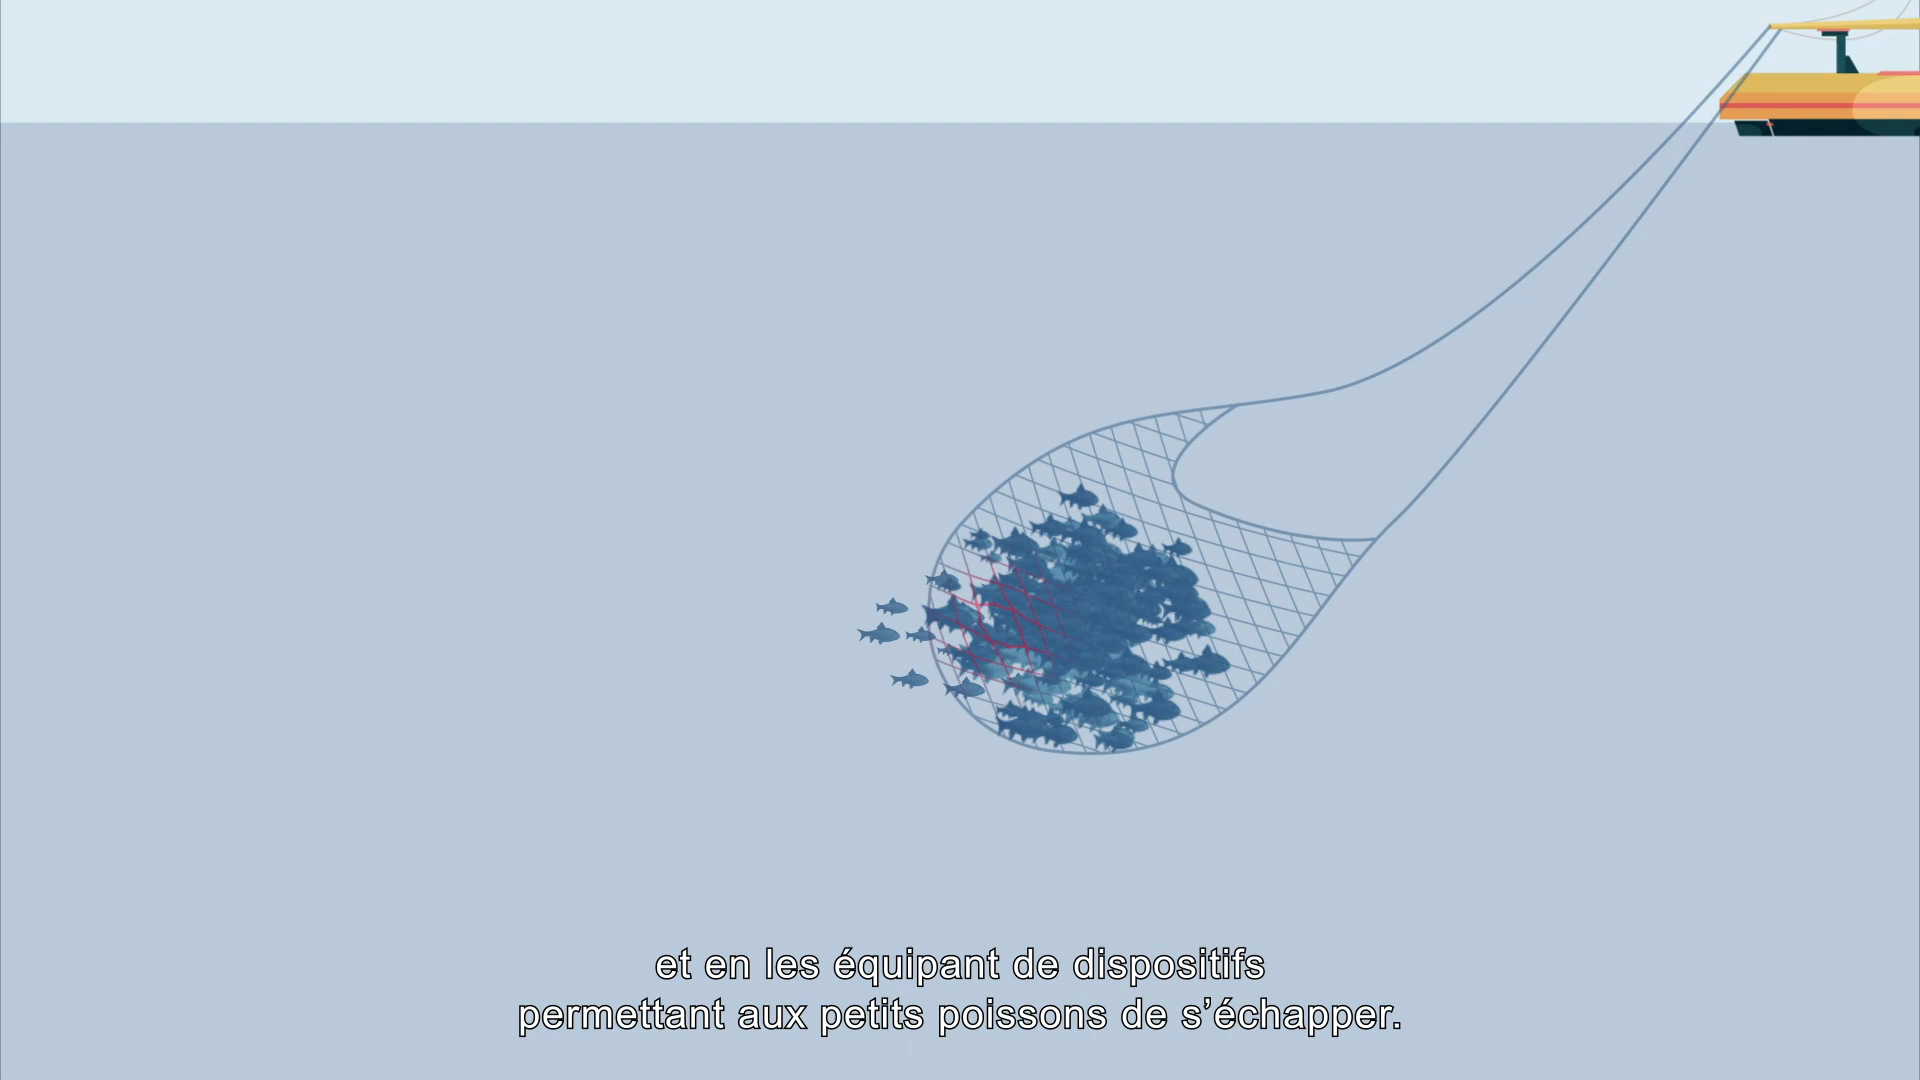 et en les équipant de dispositifs
permettant aux petits poissons de s’échapper.